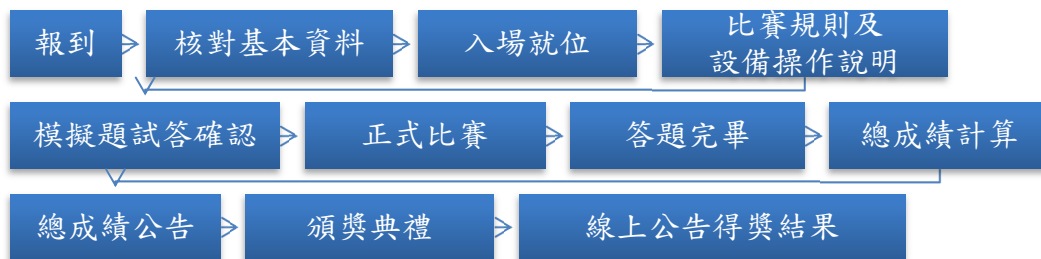 報到
核對基本資料
入場就位
比賽規則及
設備操作說明
模擬題試答確認
正式比賽
答題完畢
總成績計算
總成績公告
頒獎典禮
線上公告得獎結果